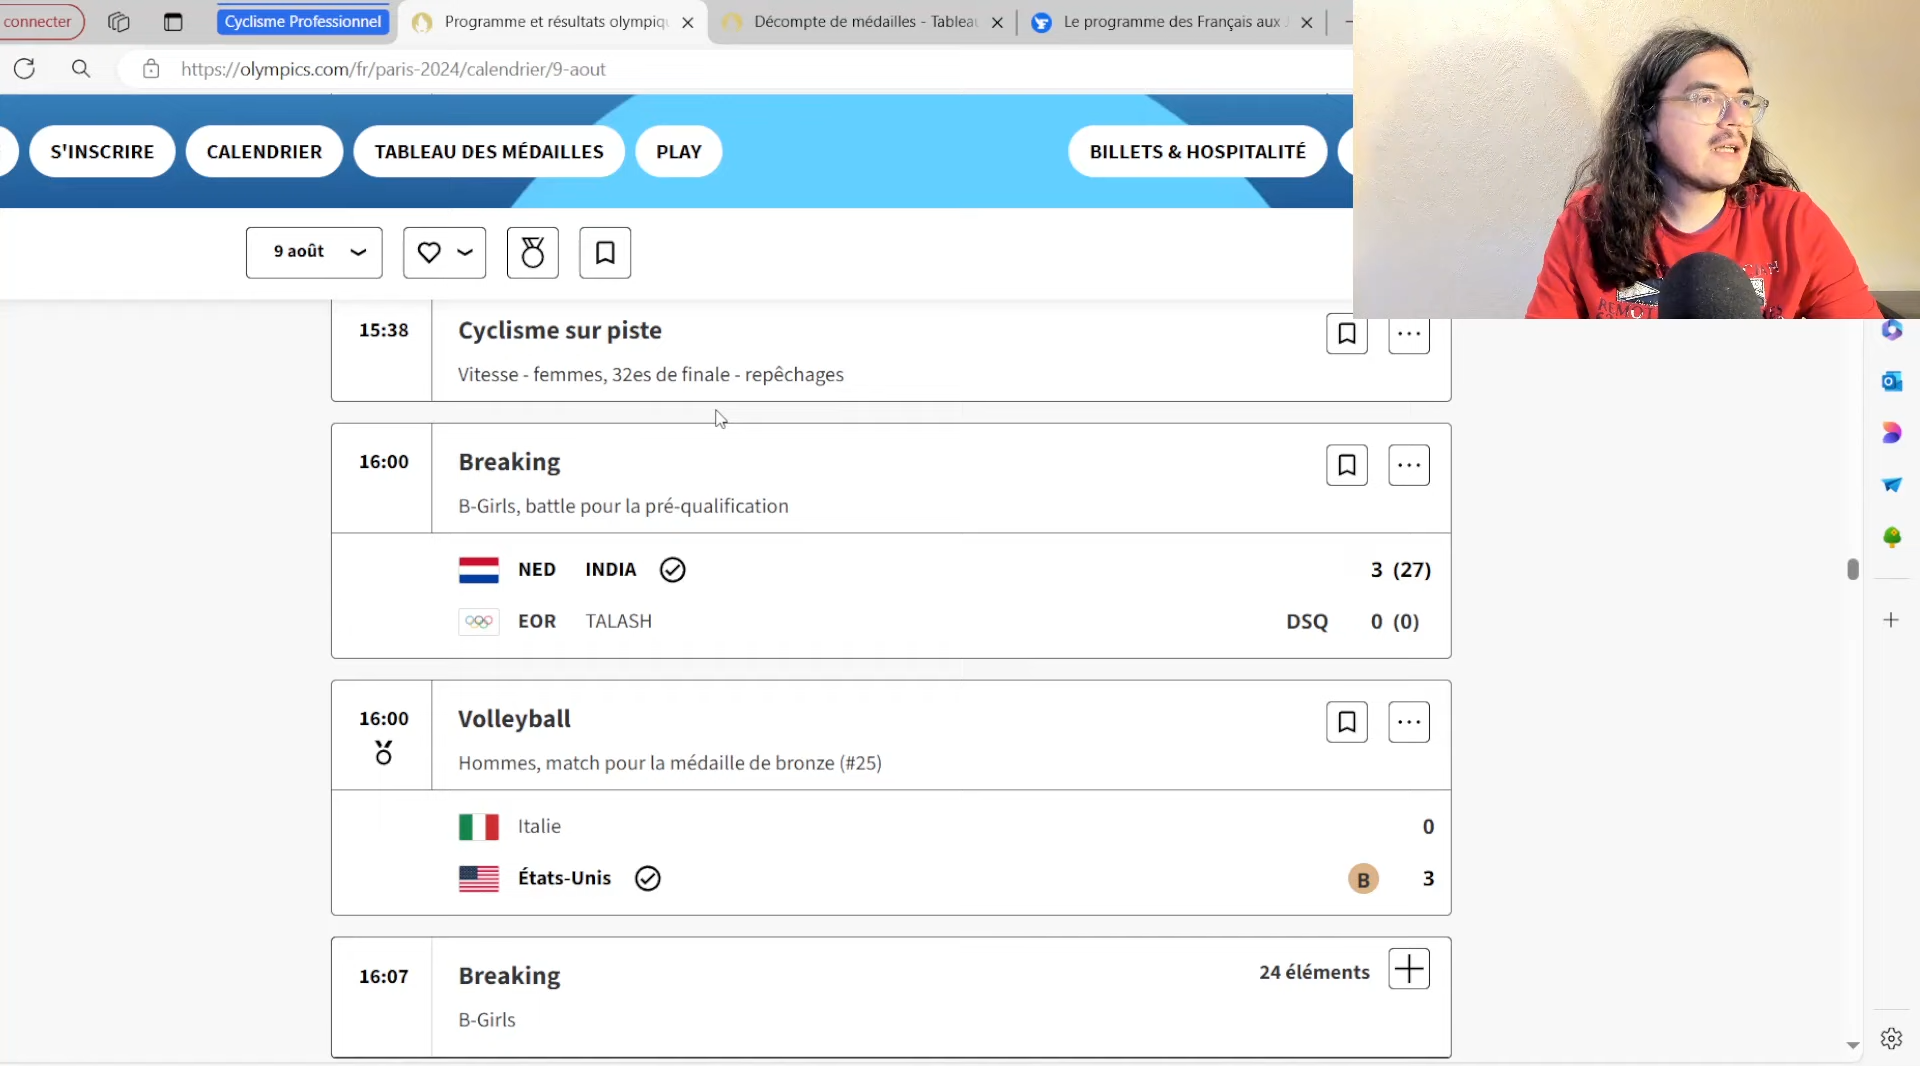 connecter
Cyclisme Professionnel
Programme et résultats olympiq
Décompte de médailles - Tablea
Le programme des Français aux J
https://olympics.com/fr/paris-2024/calendrier/9-aout
S'INSCRIRE
CALENDRIER
TABLEAU DES MÉDAILLES
PLAY
BILLETS & HOSPITALITÉ
9 août
15:38
Cyclisme sur piste
Vitesse - femmes, 32es de finale - repêchages
16:00
Breaking
B-Girls, battle pour la pré-qualification
NED INDIA 3 (27)
EOR TALASH DSQ 0 (0)
16:00
Volleyball
Hommes, match pour la médaille de bronze (#25)
Italie 0
États-Unis B 3
16:07
Breaking
24 éléments
B-Girls